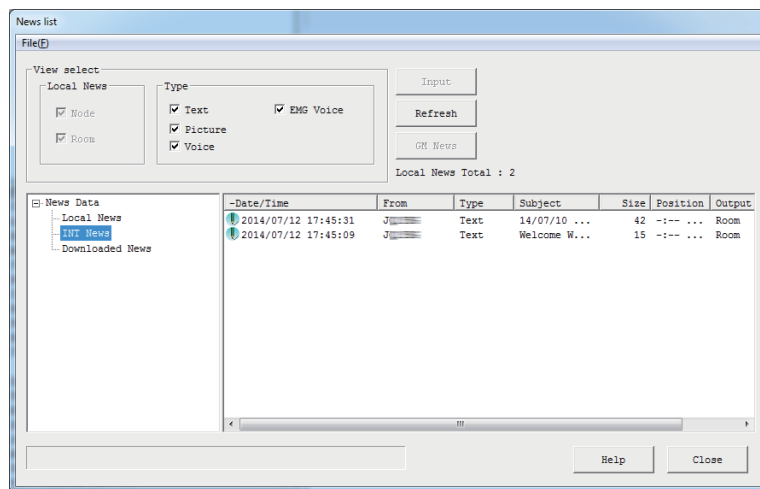 News list
File(F)
View select
Local News
Node
Room
Type
Text
EMG Voice
Picture
Voice
Input
Refresh
GM News
Local News Total : 2
News Data
Local News
INT News
Downloaded News
-Date/Time From Type Subject Size Position Output
2014/07/12 17:45:31 Text 14/07/10 ... 42 -:-- ... Room
2014/07/12 17:45:09 Text Welcome W... 15 -:-- ... Room
Help
Close